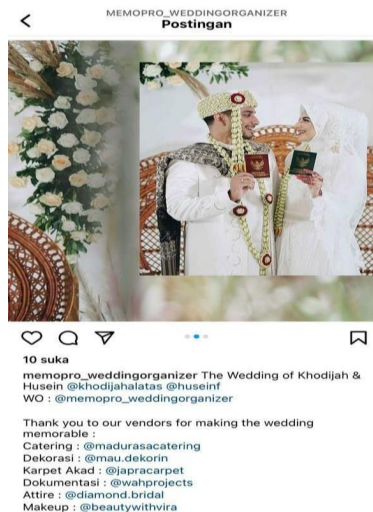 MEMOPRO_WEDDINGORGANIZER
Postingan
10 suka
memopro_weddingorganizer The Wedding of Khodijah &
Husein @khodijahalatas @huseinf
WO : @memopro_weddingorganizer
Thank you to our vendors for making the wedding
memorable :
Catering : @madurasacatering
Dekorasi : @mau.dekorin
Karpet Akad : @japracarpet
Dokumentasi : @wahprojects
Attire : @diamond.bridal
Makeup : @beautywithvira